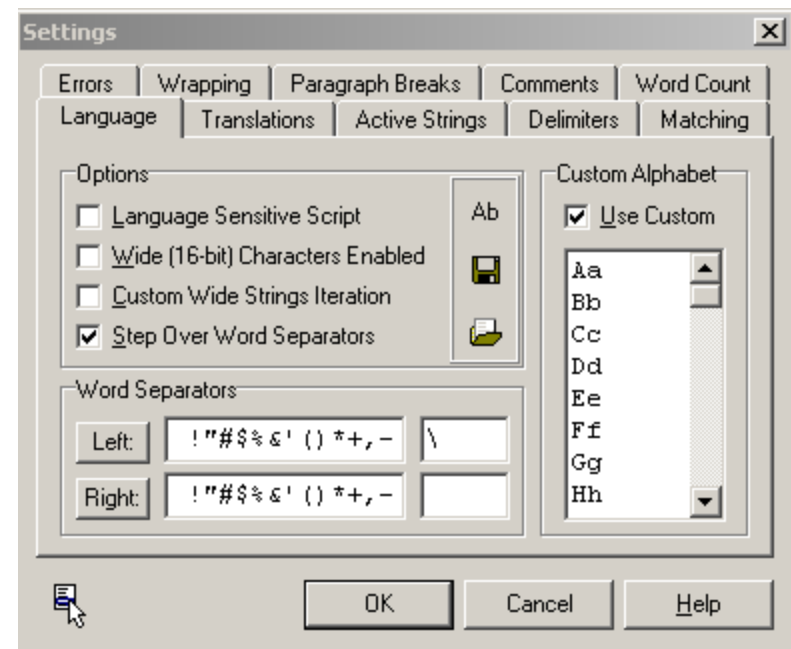 Settings
Errors Wrapping Paragraph Breaks Comments Word Count
Language Translations Active Strings Delimiters Matching
Options
Language Sensitive Script
Wide (16-bit) Characters Enabled
Custom Wide Strings Iteration
Step Over Word Separators
Ab
Custom Alphabet
Use Custom
Aa
Bb
Cc
Dd
Ee
Ff
Gg
Hh
Word Separators
Left: !"#$%&'()*+,- \
Right: !"#$%&'()*+,-
OK Cancel Help